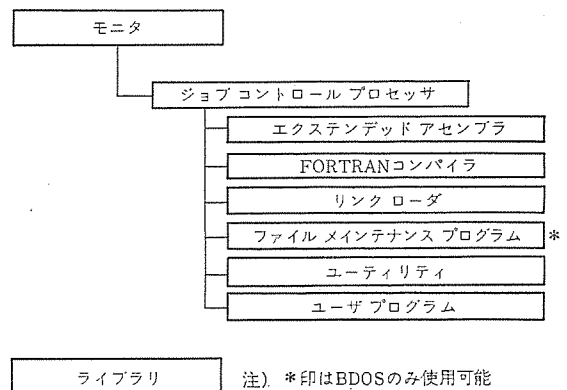 モニタ
ジョブ コントロール プロセッサ
エクステンデッド アセンブラ
FORTRANコンパイラ
リンク ローダ
ファイル メインテナンス プログラム *
ユーティリティ
ユーザ プログラム
ライブラリ 注) *印はBDOSのみ使用可能